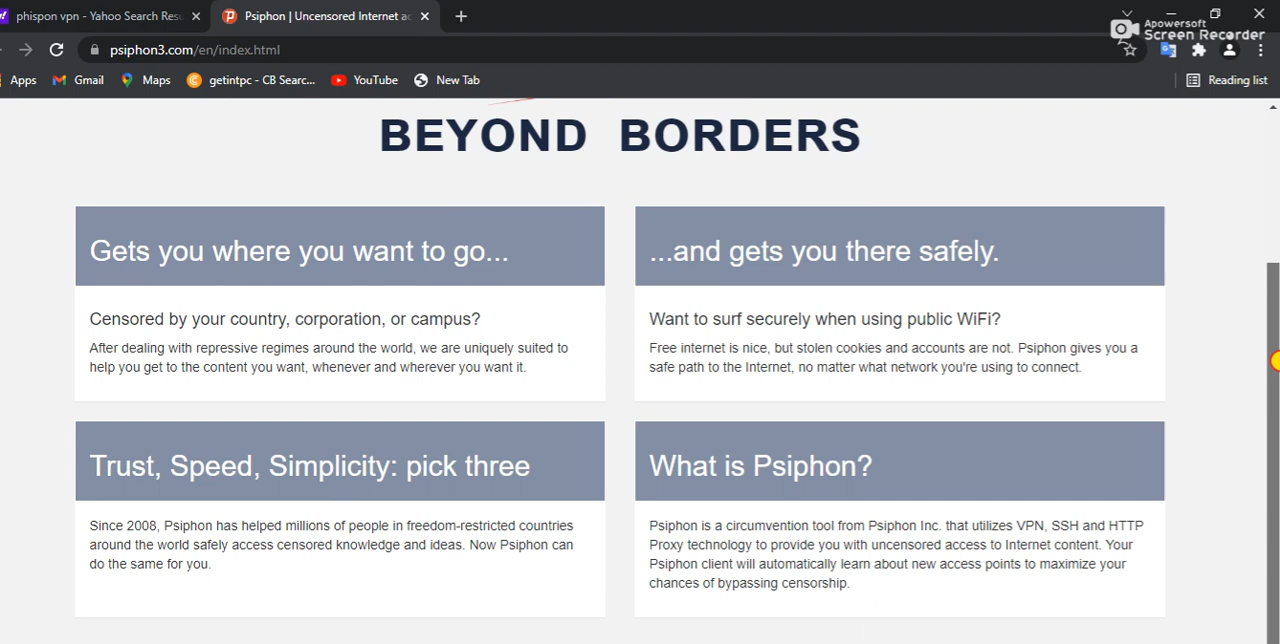 phispon vpn - Yahoo Search Resu
Psiphon | Uncensored Internet ac
Apowersoft
Screen Recorder
psiphon3.com/en/index.html
Apps
Gmail
Maps
getintpc - CB Searc...
YouTube
New Tab
Reading list
BEYOND BORDERS
Gets you where you want to go...
Censored by your country, corporation, or campus?
After dealing with repressive regimes around the world, we are uniquely suited to
help you get to the content you want, whenever and wherever you want it.
...and gets you there safely.
Want to surf securely when using public WiFi?
Free internet is nice, but stolen cookies and accounts are not. Psiphon gives you a
safe path to the Internet, no matter what network you're using to connect.
Trust, Speed, Simplicity: pick three
Since 2008, Psiphon has helped millions of people in freedom-restricted countries
around the world safely access censored knowledge and ideas. Now Psiphon can
do the same for you.
What is Psiphon?
Psiphon is a circumvention tool from Psiphon Inc. that utilizes VPN, SSH and HTTP
Proxy technology to provide you with uncensored access to Internet content. Your
Psiphon client will automatically learn about new access points to maximize your
chances of bypassing censorship.